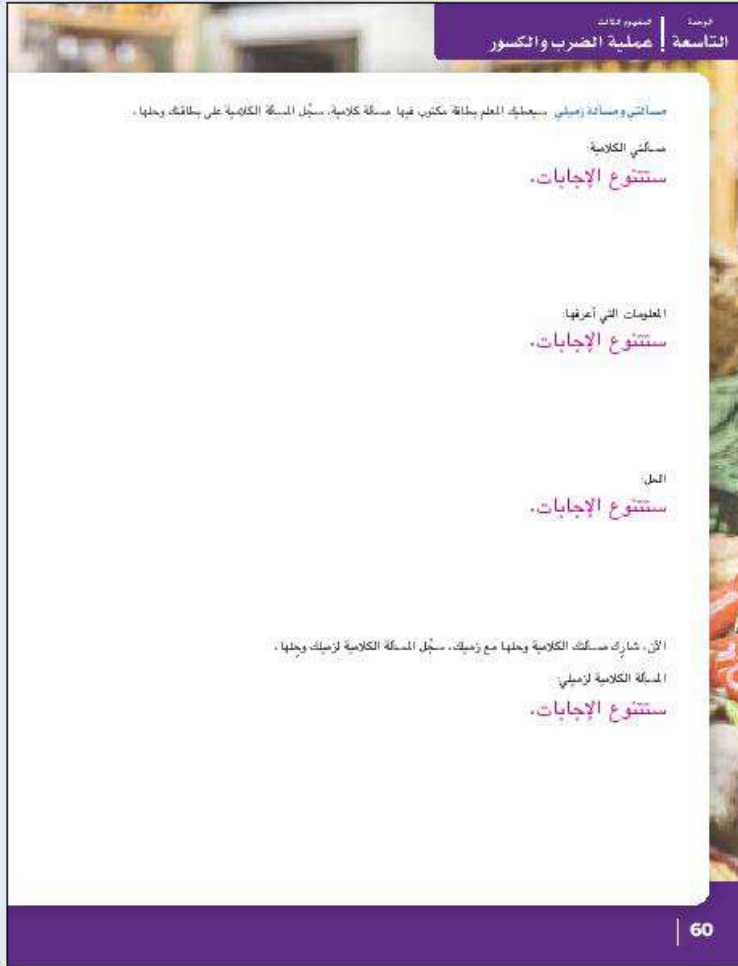 الوحدة المفهوم الثالث
التاسعة عملية الضرب والكسور
مسألتي ومسألة زميلي سيعطيك المعلم بطاقة مكتوب فيها مسألة كلامية، سجّل المسألة الكلامية على بطاقتك وحلها.
مسألتي الكلامية:
ستتنوع الإجابات.
المعلومات التي أعرفها:
ستتنوع الإجابات.
الحل:
ستتنوع الإجابات.
الآن، شارك مسألتك الكلامية وحلها مع زميلك، سجّل المسألة الكلامية لزميلك وحلها.
المسألة الكلامية لزميلي:
ستتنوع الإجابات.
60